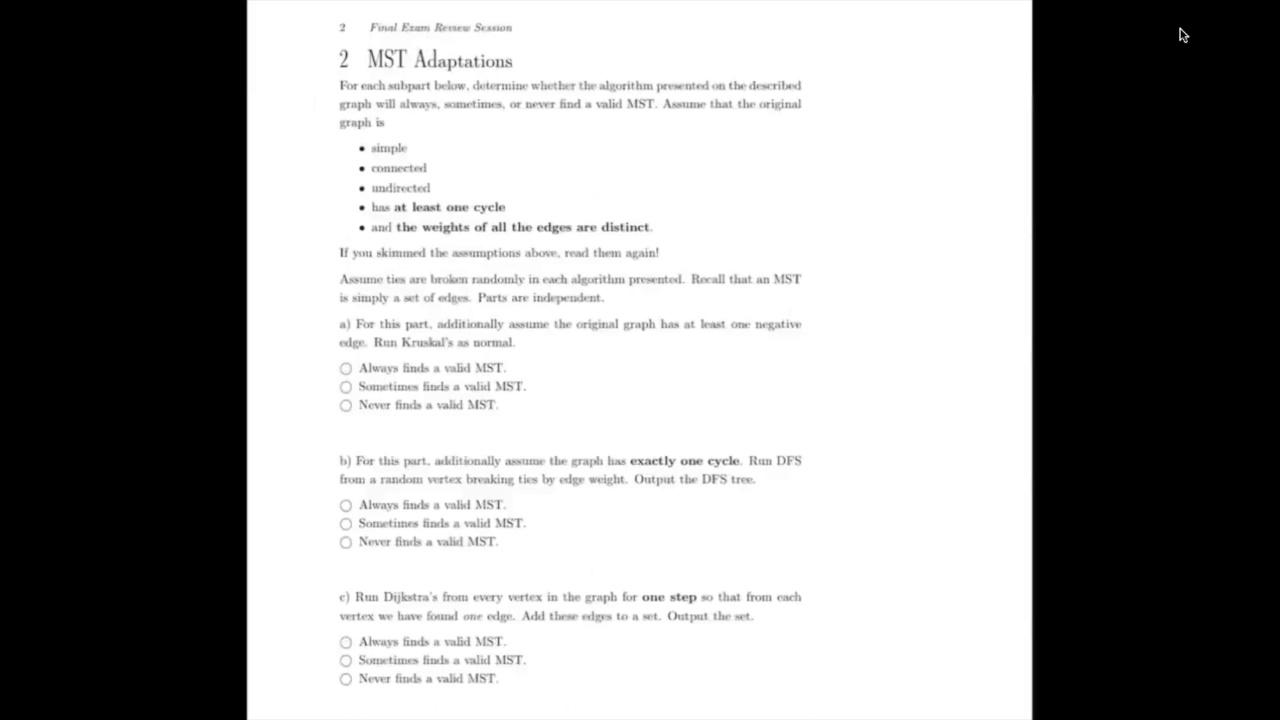 2 Final Exam Review Session
2 MST Adaptations
For each subpart below, determine whether the algorithm presented on the described
graph will always, sometimes, or never find a valid MST. Assume that the original
graph is
• simple
• connected
• undirected
• has at least one cycle
• and the weights of all the edges are distinct.
If you skimmed the assumptions above, read them again!
Assume ties are broken randomly in each algorithm presented. Recall that an MST
is simply a set of edges. Parts are independent.
a) For this part, additionally assume the original graph has at least one negative
edge. Run Kruskal's as normal.
○ Always finds a valid MST.
○ Sometimes finds a valid MST.
○ Never finds a valid MST.
b) For this part, additionally assume the graph has exactly one cycle. Run DFS
from a random vertex breaking ties by edge weight. Output the DFS tree.
○ Always finds a valid MST.
○ Sometimes finds a valid MST.
○ Never finds a valid MST.
c) Run Dijkstra's from every vertex in the graph for one step so that from each
vertex we have found one edge. Add these edges to a set. Output the set.
○ Always finds a valid MST.
○ Sometimes finds a valid MST.
○ Never finds a valid MST.